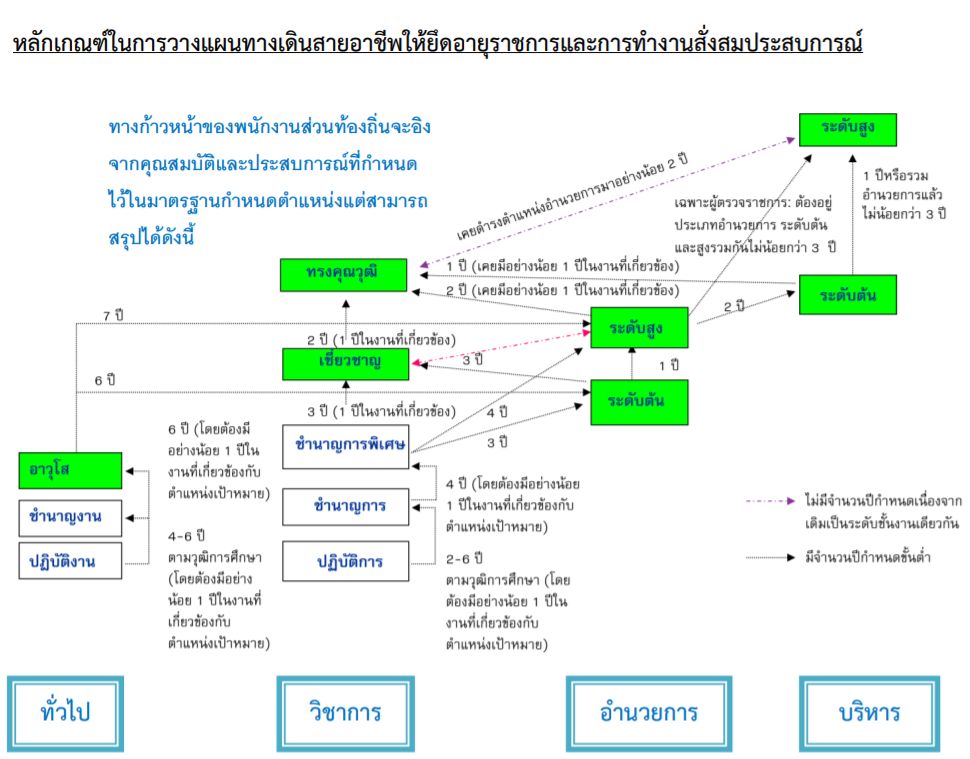 หลักเกณฑ์ในการวางแผนทางเดินสายอาชีพให้ยึดอายุราชการและการทำงานสั่งสมประสบการณ์
ทางก้าวหน้าของพนักงานส่วนท้องถิ่นจะอิง
จากคุณสมบัติและประสบการณ์ที่กำหนด
ไว้ในมาตรฐานกำหนดตำแหน่งแต่สามารถ
สรุปได้ดังนี้
ระดับสูง
เคยดำรงตำแหน่งอำนวยการมาอย่างน้อย 2 ปี
1 ปีหรือรวม
อำนวยการแล้ว
ไม่น้อยกว่า 3 ปี
เฉพาะผู้ตรวจราชการ: ต้องอยู่
ประเภทอำนวยการ ระดับต้น
และสูงรวมกันไม่น้อยกว่า 3 ปี
ทรงคุณวุฒิ
1 ปี (เคยมีอย่างน้อย 1 ปีในงานที่เกี่ยวข้อง)
2 ปี (เคยมีอย่างน้อย 1 ปีในงานที่เกี่ยวข้อง)
ระดับต้น
2 ปี
7 ปี
ระดับสูง
2 ปี (1 ปีในงานที่เกี่ยวข้อง)
เชี่ยวชาญ
3 ปี
1 ปี
6 ปี
ระดับต้น
3 ปี (1 ปีในงานที่เกี่ยวข้อง)
4 ปี
3 ปี
ชำนาญการพิเศษ
6 ปี (โดยต้องมี
อย่างน้อย 1 ปีใน
งานที่เกี่ยวข้องกับ
ตำแหน่งเป้าหมาย)
อาวุโส
ชำนาญงาน
ปฏิบัติงาน
4-6 ปี
ตามวุฒิการศึกษา
(โดยต้องมีอย่าง
น้อย 1 ปีในงานที่
เกี่ยวข้องกับ
ตำแหน่งเป้าหมาย)
ชำนาญการ
ปฏิบัติการ
4 ปี (โดยต้องมีอย่างน้อย
1 ปีในงานที่เกี่ยวข้องกับ
ตำแหน่งเป้าหมาย)
2-6 ปี
ตามวุฒิการศึกษา (โดย
ต้องมีอย่างน้อย 1 ปีใน
งานที่เกี่ยวข้องกับ
ตำแหน่งเป้าหมาย)
ไม่มีจำนวนปีกำหนดเนื่องจาก
เดิมเป็นระดับชั้นงานเดียวกัน
มีจำนวนปีกำหนดขั้นต่ำ
ทั่วไป
วิชาการ
อำนวยการ
บริหาร